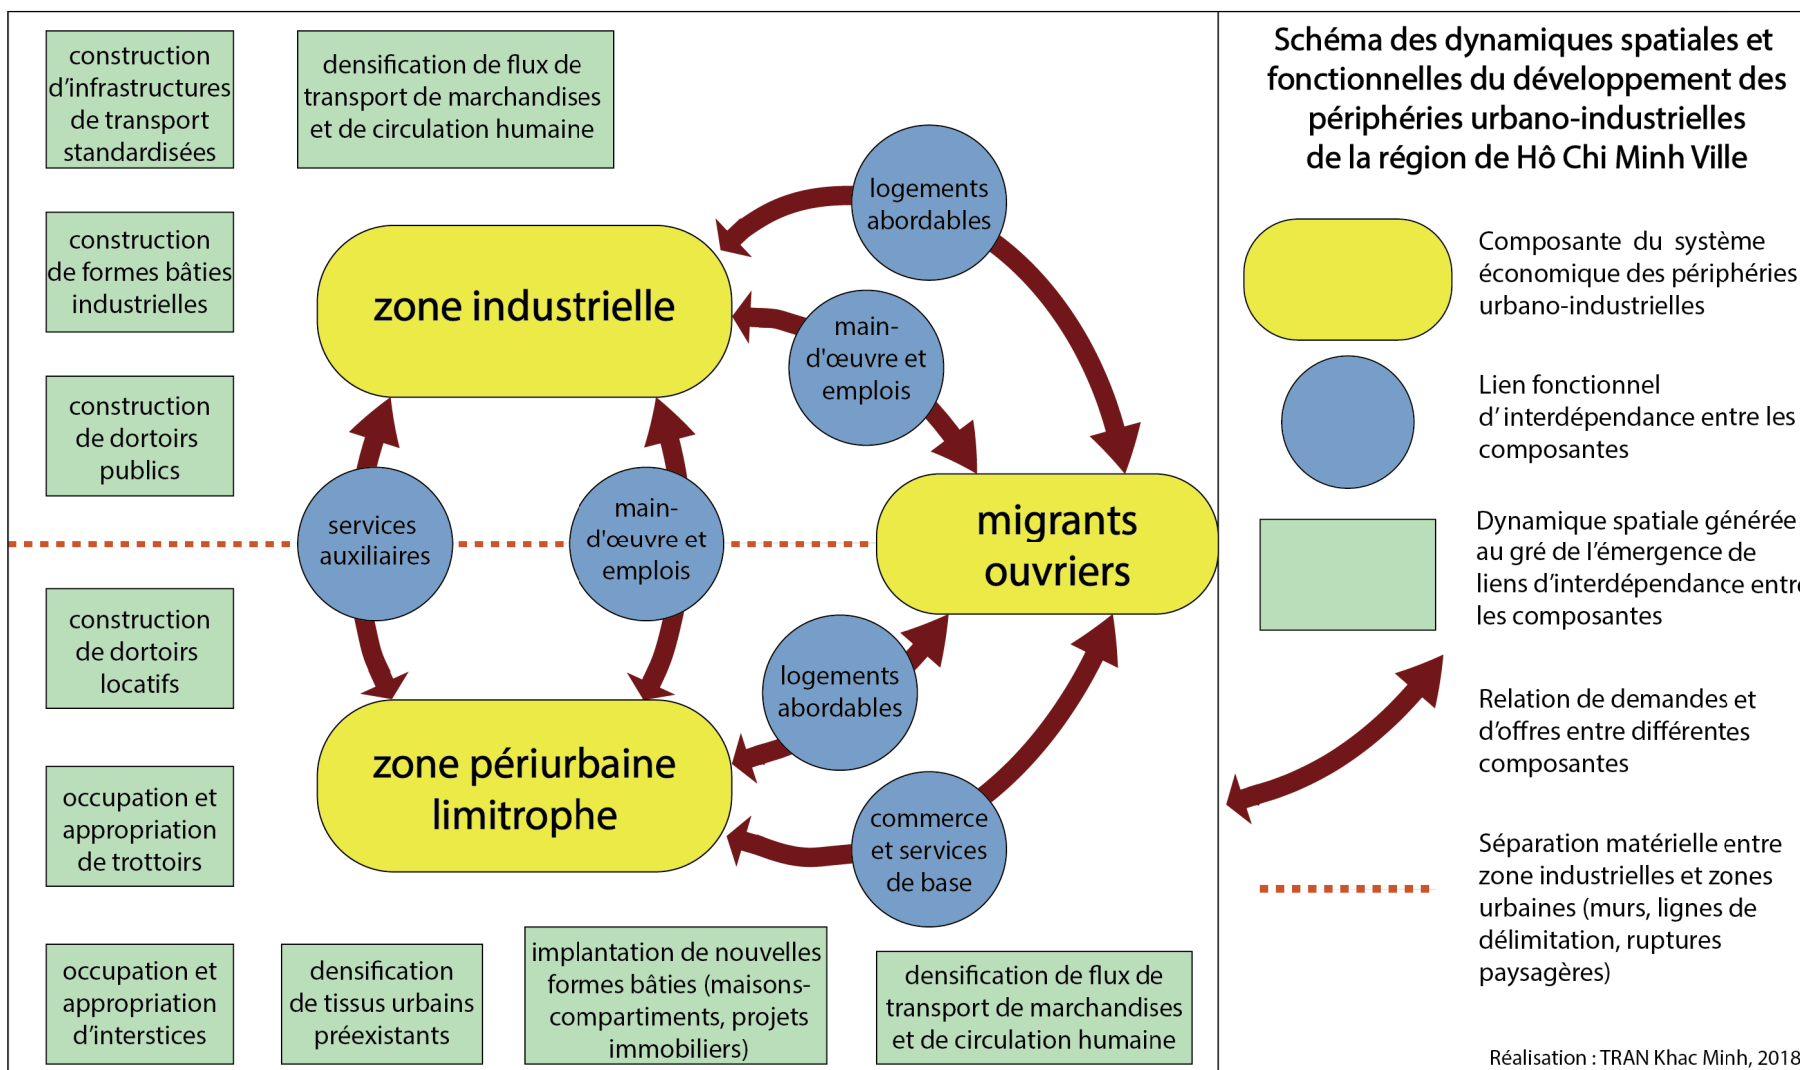 construction
d'infrastructures
de transport
standardisées
densification de flux de
transport de marchandises
et de circulation humaine
construction
de formes bâties
industrielles
construction
de dortoirs
publics
construction
de dortoirs
locatifs
occupation et
appropriation
de trottoirs
occupation et
appropriation
d'interstices
densification
de tissus urbains
préexistants
implantation de nouvelles
formes bâties (maisons-
compartiments, projets
immobiliers)
densification de flux de
transport de marchandises
et de circulation humaine
zone industrielle
logements
abordables
main-
d'œuvre et
emplois
services
auxiliaires
main-
d'œuvre et
emplois
migrants
ouvriers
logements
abordables
zone périurbaine
limitrophe
commerce
et services
de base
Schéma des dynamiques spatiales et
fonctionnelles du développement des
périphéries urbano-industrielles
de la région de Hô Chi Minh Ville
Composante du système
économique des périphéries
urbano-industrielles
Lien fonctionnel
d'interdépendance entre les
composantes
Dynamique spatiale générée
au gré de l'émergence de
liens d'interdépendance entre
les composantes
Relation de demandes et
d'offres entre différentes
composantes
Séparation matérielle entre
zone industrielles et zones
urbaines (murs, lignes de
délimitation, ruptures
paysagères)
Réalisation : TRAN Khac Minh, 2018